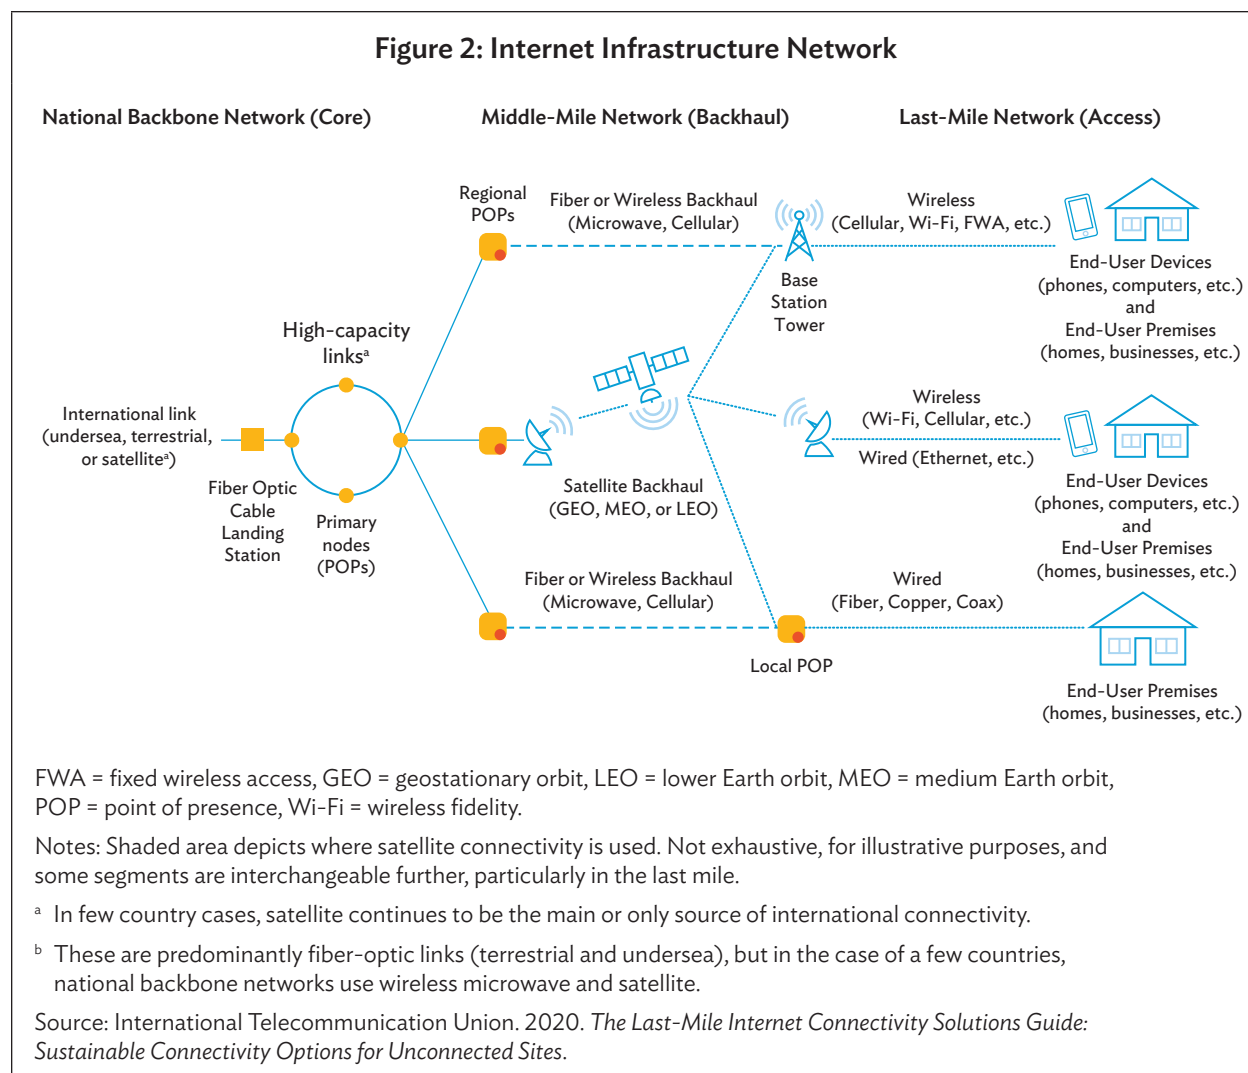 Figure 2: Internet Infrastructure Network
National Backbone Network (Core)
Middle-Mile Network (Backhaul)
Last-Mile Network (Access)
International link
(undersea, terrestrial,
or satelliteᵃ)
Fiber Optic
Cable
Landing
Station
High-capacity
linksᵃ
Primary
nodes
(POPs)
Regional
POPs
Fiber or Wireless Backhaul
(Microwave, Cellular)
Base
Station
Tower
Wireless
(Cellular, Wi-Fi, FWA, etc.)
End-User Devices
(phones, computers, etc.)
and
End-User Premises
(homes, businesses, etc.)
Satellite Backhaul
(GEO, MEO, or LEO)
Wireless
(Wi-Fi, Cellular, etc.)
Wired (Ethernet, etc.)
End-User Devices
(phones, computers, etc.)
and
End-User Premises
(homes, businesses, etc.)
Fiber or Wireless Backhaul
(Microwave, Cellular)
Local POP
Wired
(Fiber, Copper, Coax)
End-User Premises
(homes, businesses, etc.)
FWA = fixed wireless access, GEO = geostationary orbit, LEO = lower Earth orbit, MEO = medium Earth orbit,
POP = point of presence, Wi-Fi = wireless fidelity.
Notes: Shaded area depicts where satellite connectivity is used. Not exhaustive, for illustrative purposes, and
some segments are interchangeable further, particularly in the last mile.
ᵃ In few country cases, satellite continues to be the main or only source of international connectivity.
ᵇ These are predominantly fiber-optic links (terrestrial and undersea), but in the case of a few countries,
national backbone networks use wireless microwave and satellite.
Source: International Telecommunication Union. 2020. The Last-Mile Internet Connectivity Solutions Guide:
Sustainable Connectivity Options for Unconnected Sites.